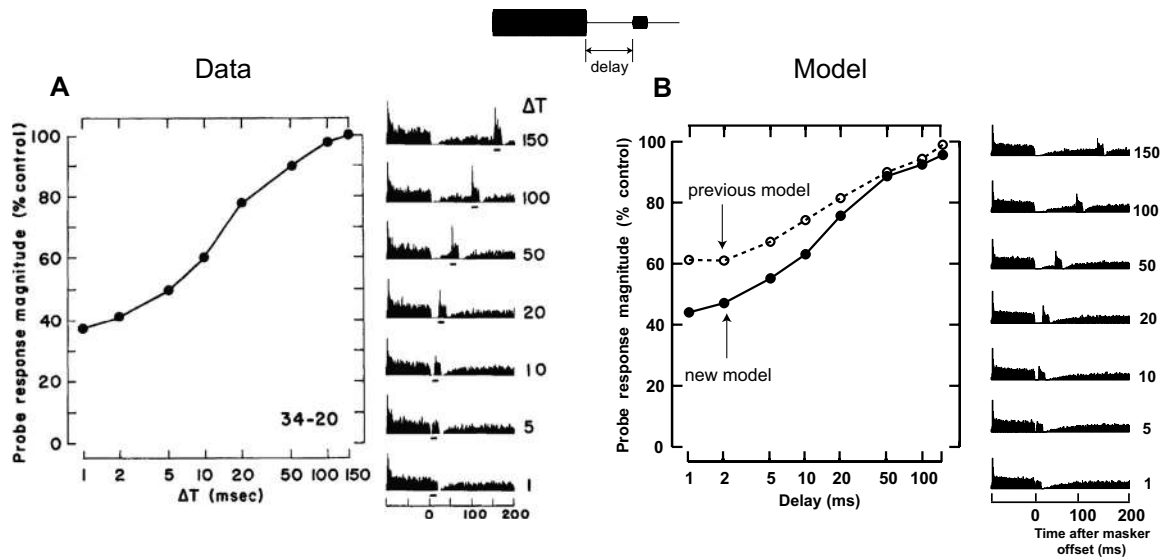 delay
Data
Model
A
B
Probe response magnitude (% control)
100
80
60
40
20
0
1 2 5 10 20 50 100 150
ΔT (msec)
34-20
ΔT
150
100
50
20
10
5
1
0 100 200
Probe response magnitude (% control)
100
80
60
40
20
0
previous model
new model
1 2 5 10 20 50 100
Delay (ms)
150
100
50
20
10
5
1
0 100 200
Time after masker
offset (ms)